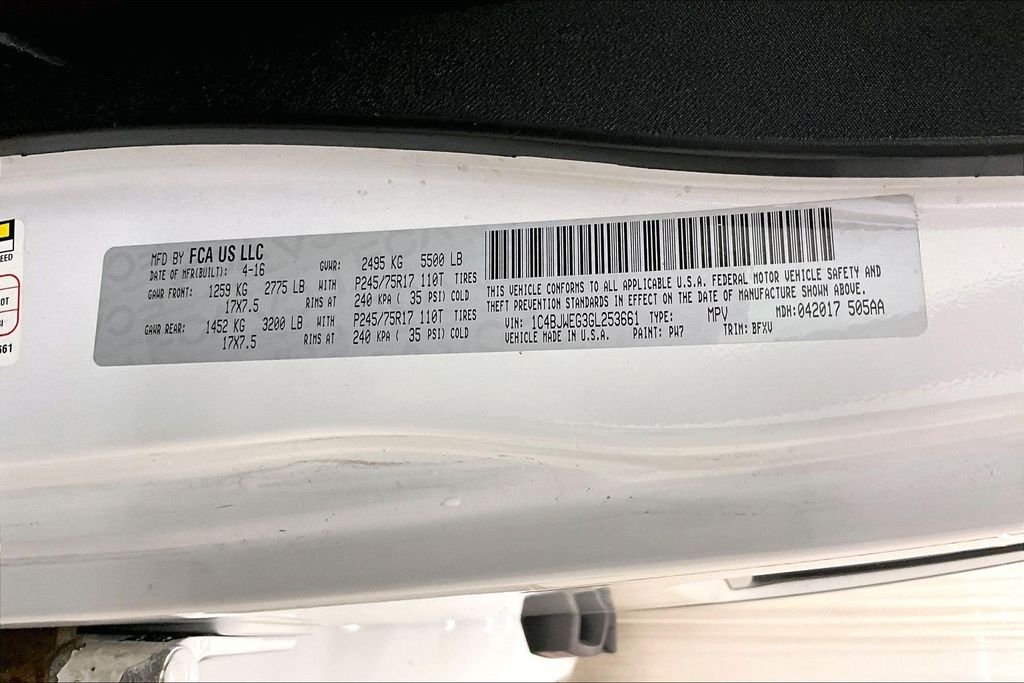 MFD BY FCA US LLC
DATE OF MFR(BUILT): 4-16 GVWR: 2495 KG 5500 LB
GAWR FRONT: 1259 KG 2775 LB WITH P245/75R17 110T TIRES
17X7.5 RIMS AT 240 KPA ( 35 PSI) COLD
GAWR REAR: 1452 KG 3200 LB WITH P245/75R17 110T TIRES
17X7.5 RIMS AT 240 KPA ( 35 PSI) COLD
THIS VEHICLE CONFORMS TO ALL APPLICABLE U.S.A. FEDERAL MOTOR VEHICLE SAFETY AND
THEFT PREVENTION STANDARDS IN EFFECT ON THE DATE OF MANUFACTURE SHOWN ABOVE.
VIN: 1C4BJWEG3GL253661 TYPE: MPV MDH: 042017 505AA
VEHICLE MADE IN U.S.A. PAINT: PW7 TRIM: BFXV
EED
OT
661